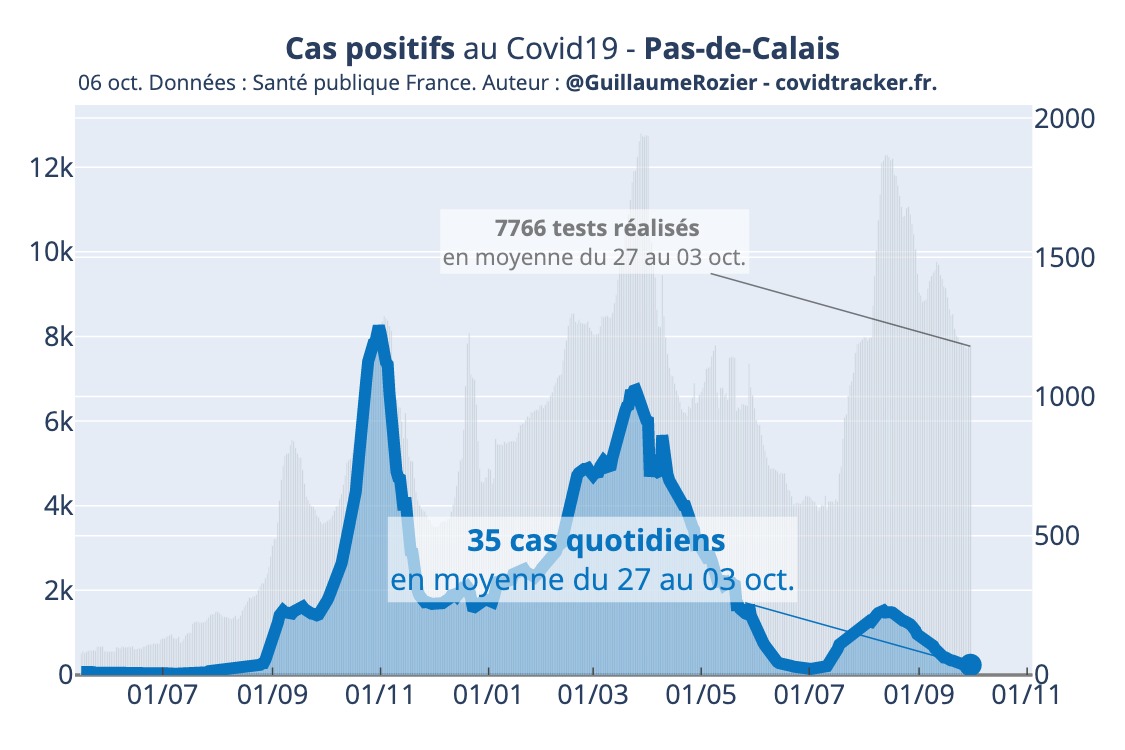 Cas positifs au Covid19 - Pas-de-Calais
06 oct. Données : Santé publique France. Auteur : @GuillaumeRozier - covidtracker.fr.
2000
12k
7766 tests réalisés
en moyenne du 27 au 03 oct.
10k
1500
8k
1000
6k
4k
35 cas quotidiens
500
en moyenne du 27 au 03 oct.
2k
0
0
01/07 01/09 01/11 01/01 01/03 01/05 01/07 01/09 01/11